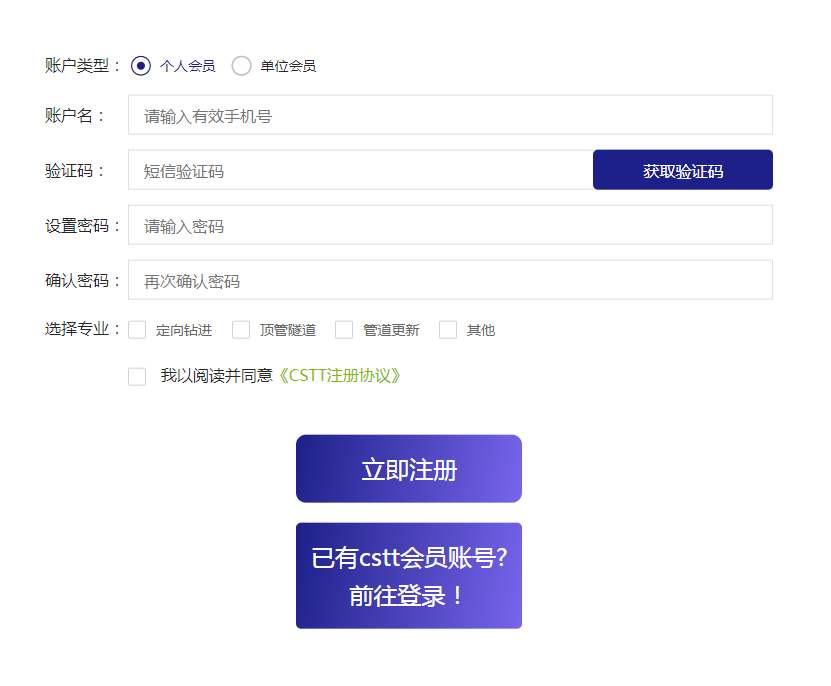 账户类型： 个人会员 单位会员
账户名： 请输入有效手机号
验证码： 短信验证码 获取验证码
设置密码： 请输入密码
确认密码： 再次确认密码
选择专业： 定向钻进 顶管隧道 管道更新 其他
我以阅读并同意《CSTT注册协议》
立即注册
已有cstt会员账号?
前往登录！